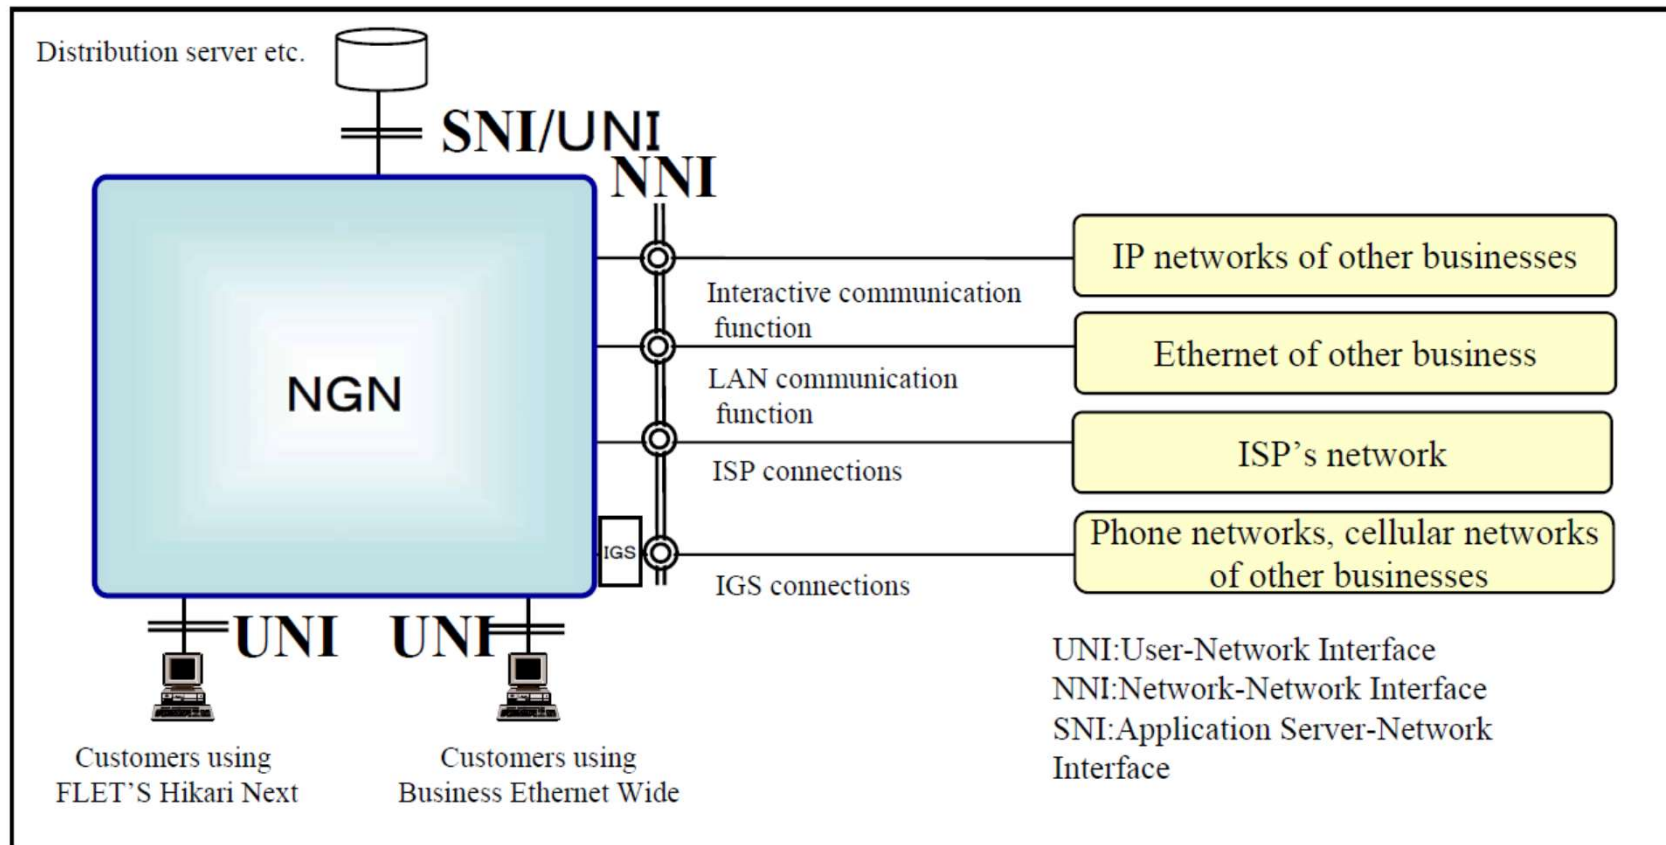 Distribution server etc.
SNI/UNI
NNI
NGN
IP networks of other businesses
Interactive communication
function
Ethernet of other business
LAN communication
function
ISP's network
ISP connections
IGS
Phone networks, cellular networks
of other businesses
IGS connections
UNI
UNI
UNI:User-Network Interface
NNI:Network-Network Interface
SNI:Application Server-Network
Interface
Customers using
FLET'S Hikari Next
Customers using
Business Ethernet Wide